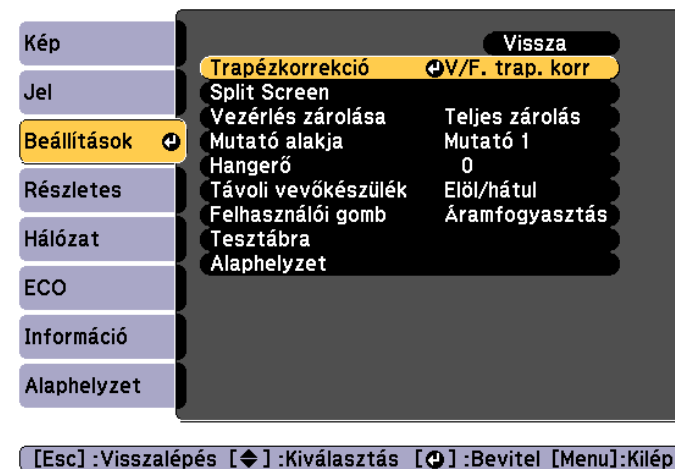 Kép
Jel
Beállítások
Részletes
Hálózat
ECO
Információ
Alaphelyzet
Vissza
Trapézkorrekció V/F. trap. korr
Split Screen
Vezérlés zárolása Teljes zárolás
Mutató alakja Mutató 1
Hangerő 0
Távoli vevőkészülék Elöl/hátul
Felhasználói gomb Áramfogyasztás
Tesztábra
Alaphelyzet
[Esc] :Visszalépés [ ] :Kiválasztás [ ] :Bevitel [Menu]:Kilép